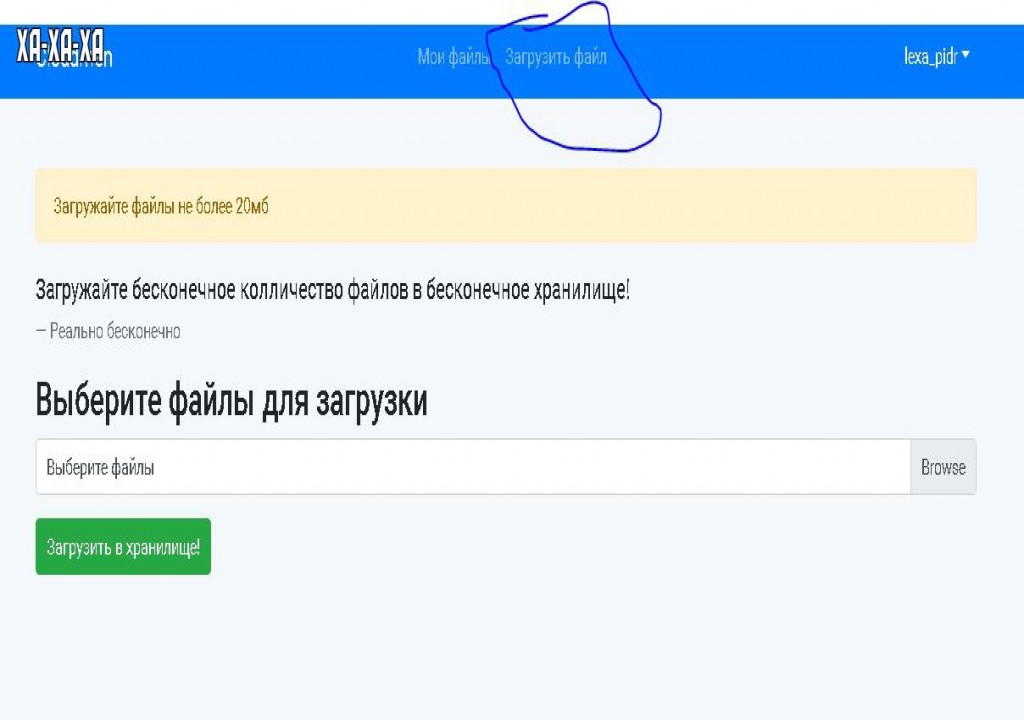 ХА-ХА-ХА
Мои файлы Загрузить файл lexa_pidr
Загружайте файлы не более 20мб
Загружайте бесконечное колличество файлов в бесконечное хранилище!
— Реально бесконечно
Выберите файлы для загрузки
Выберите файлы Browse
Загрузить в хранилище!